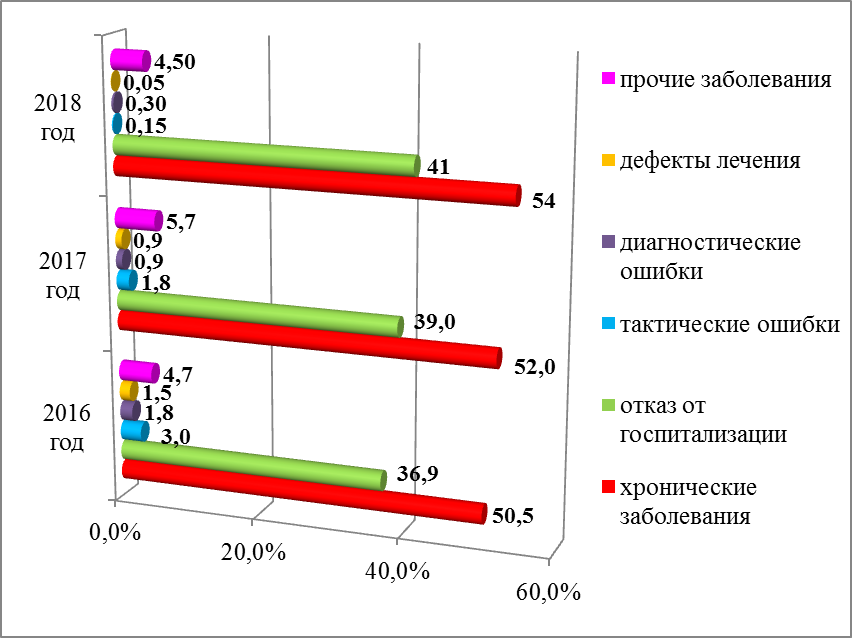 2018
год
4,50
0,05
0,30
0,15
41
54
2017
год
5,7
0,9
0,9
1,8
39,0
52,0
2016
год
4,7
1,5
1,8
3,0
36,9
50,5
0,0%
20,0%
40,0%
60,0%
прочие заболевания
дефекты лечения
диагностические
ошибки
тактические ошибки
отказ от
госпитализации
хронические
заболевания